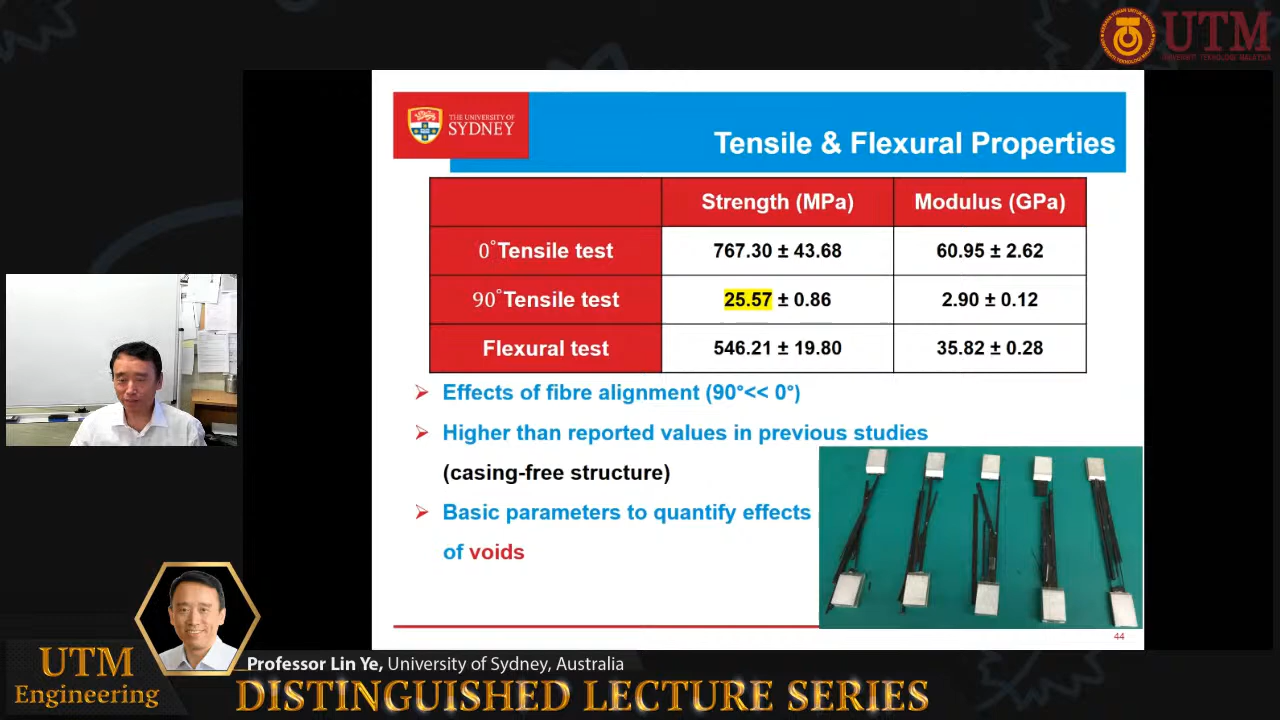 UTM
UNIVERSITI TEKNOLOGI MALAYSIA
THE UNIVERSITY OF
SYDNEY
Tensile & Flexural Properties
Strength (MPa) Modulus (GPa)
0°Tensile test 767.30 ± 43.68 60.95 ± 2.62
90°Tensile test 25.57 ± 0.86 2.90 ± 0.12
Flexural test 546.21 ± 19.80 35.82 ± 0.28
➢ Effects of fibre alignment (90°<< 0°)
➢ Higher than reported values in previous studies
(casing-free structure)
➢ Basic parameters to quantify effects
of voids
44
Professor Lin Ye, University of Sydney, Australia
UTM
Engineering
DISTINGUISHED LECTURE SERIES